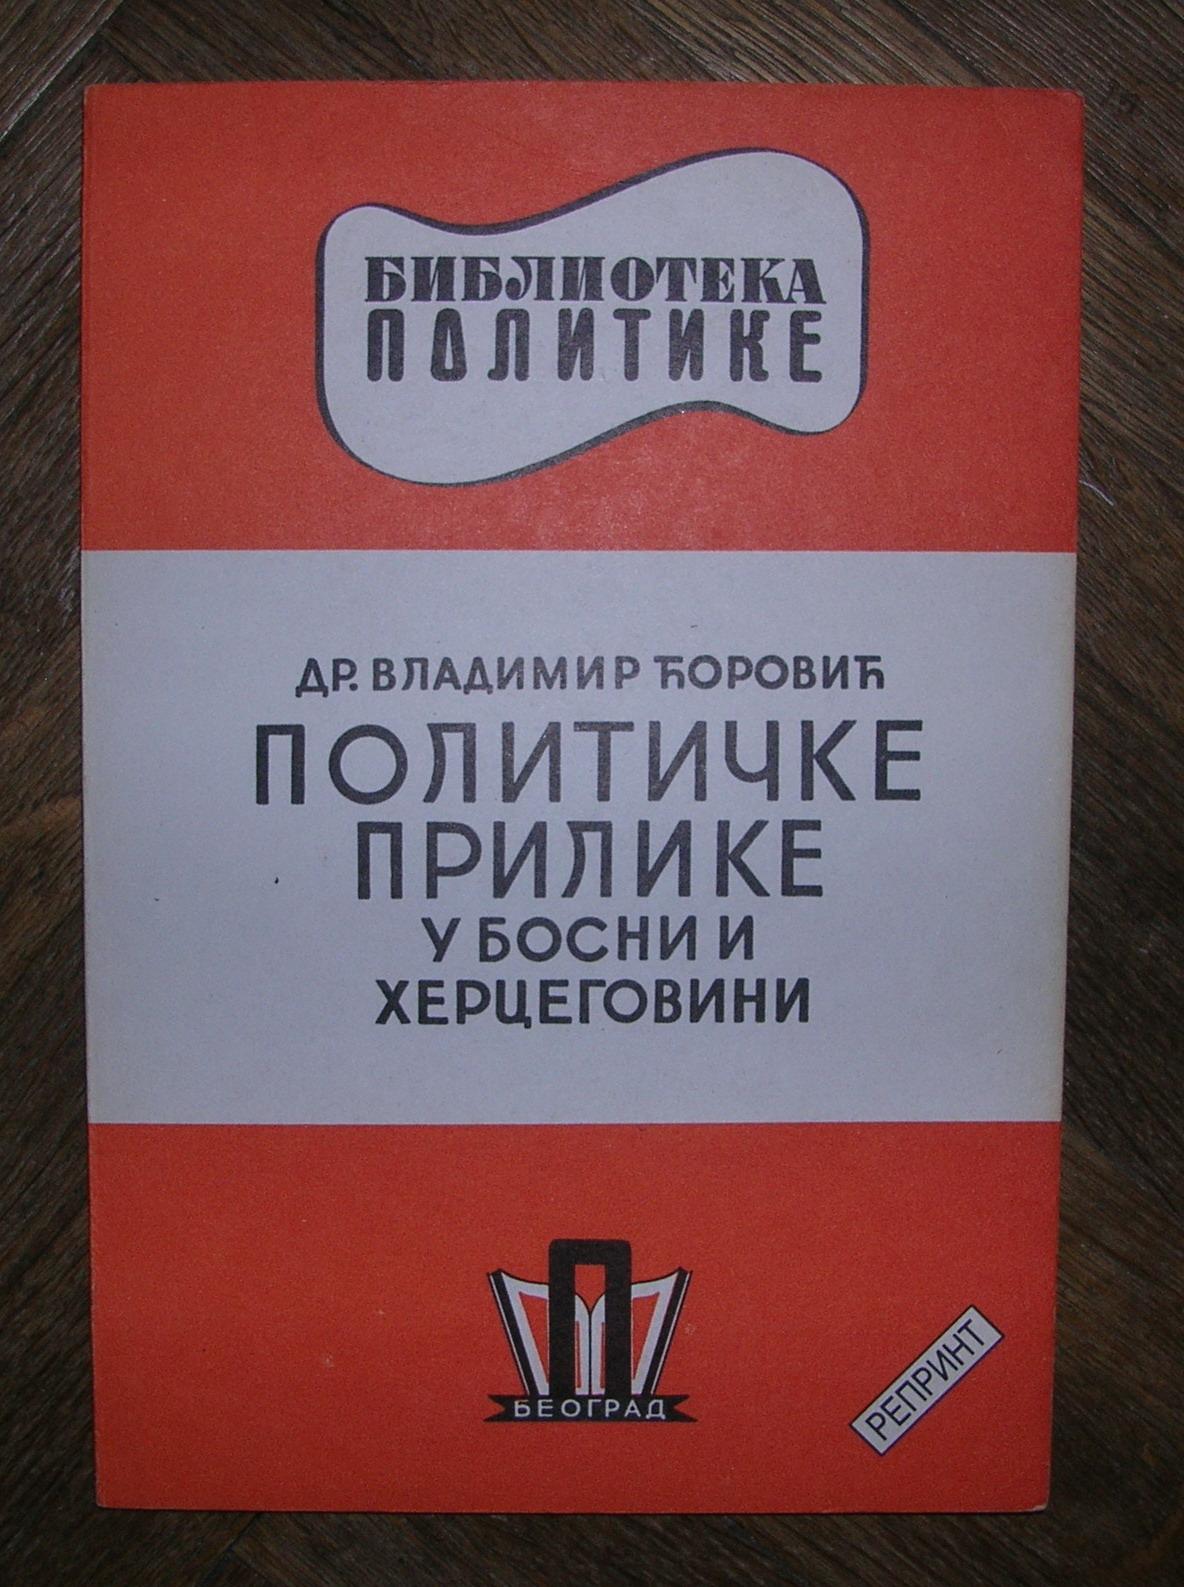 БИБЛИОТЕКА
ПОЛИТИКЕ
ДР. ВЛАДИМИР ЋОРОВИЋ
ПОЛИТИЧКЕ
ПРИЛИКЕ
У БОСНИ И
ХЕРЦЕГОВИНИ
П
БЕОГРАД
РЕПРИНТ